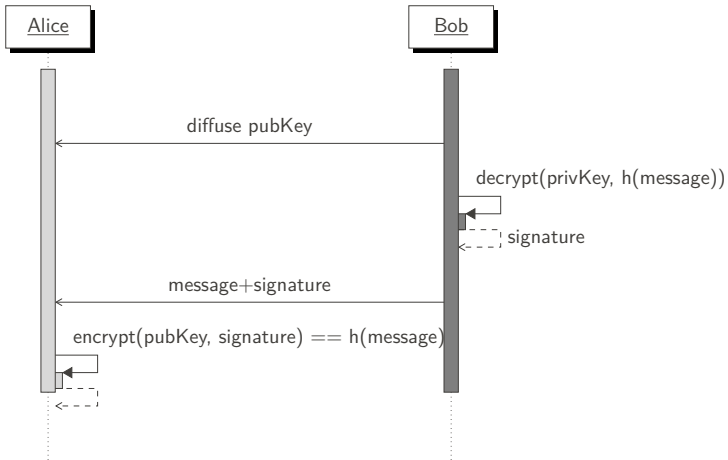 Alice
Bob
diffuse pubKey
decrypt(privKey, h(message))
signature
message+signature
encrypt(pubKey, signature) == h(message)